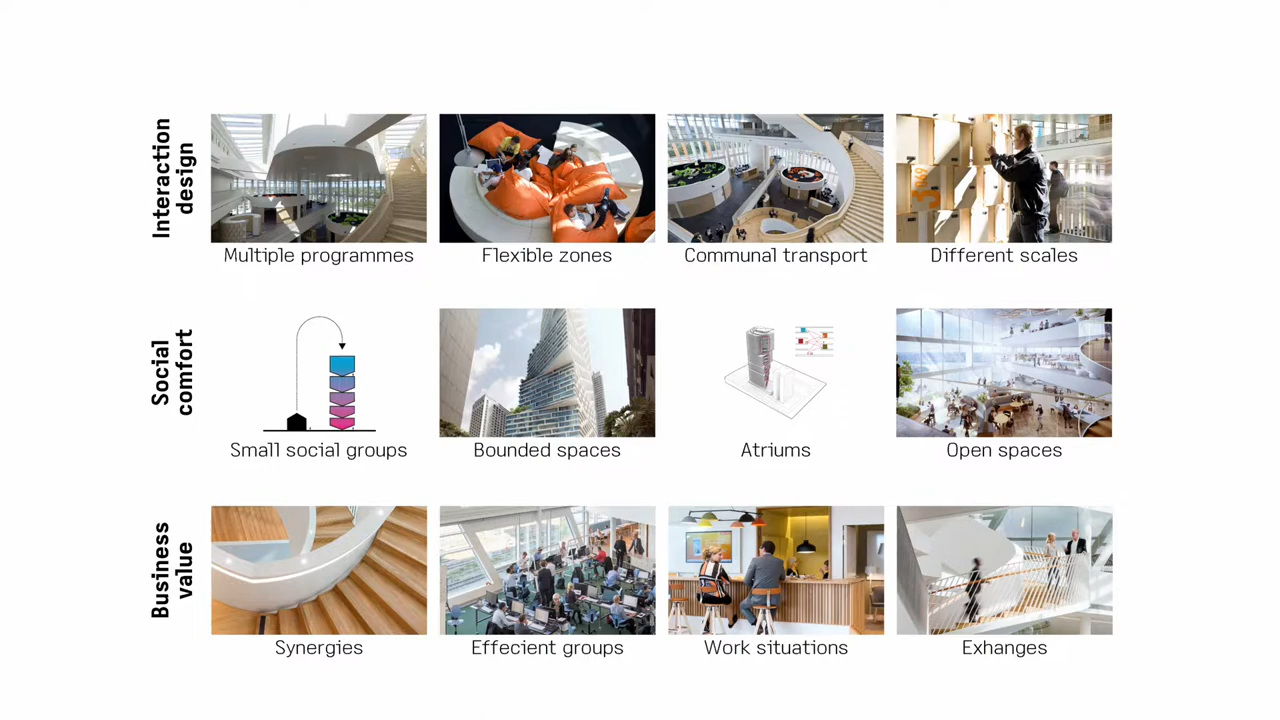 Interaction
design
Multiple programmes
Flexible zones
Communal transport
Different scales
Social
comfort
Small social groups
Bounded spaces
Atriums
Open spaces
Business
value
Synergies
Effecient groups
Work situations
Exhanges